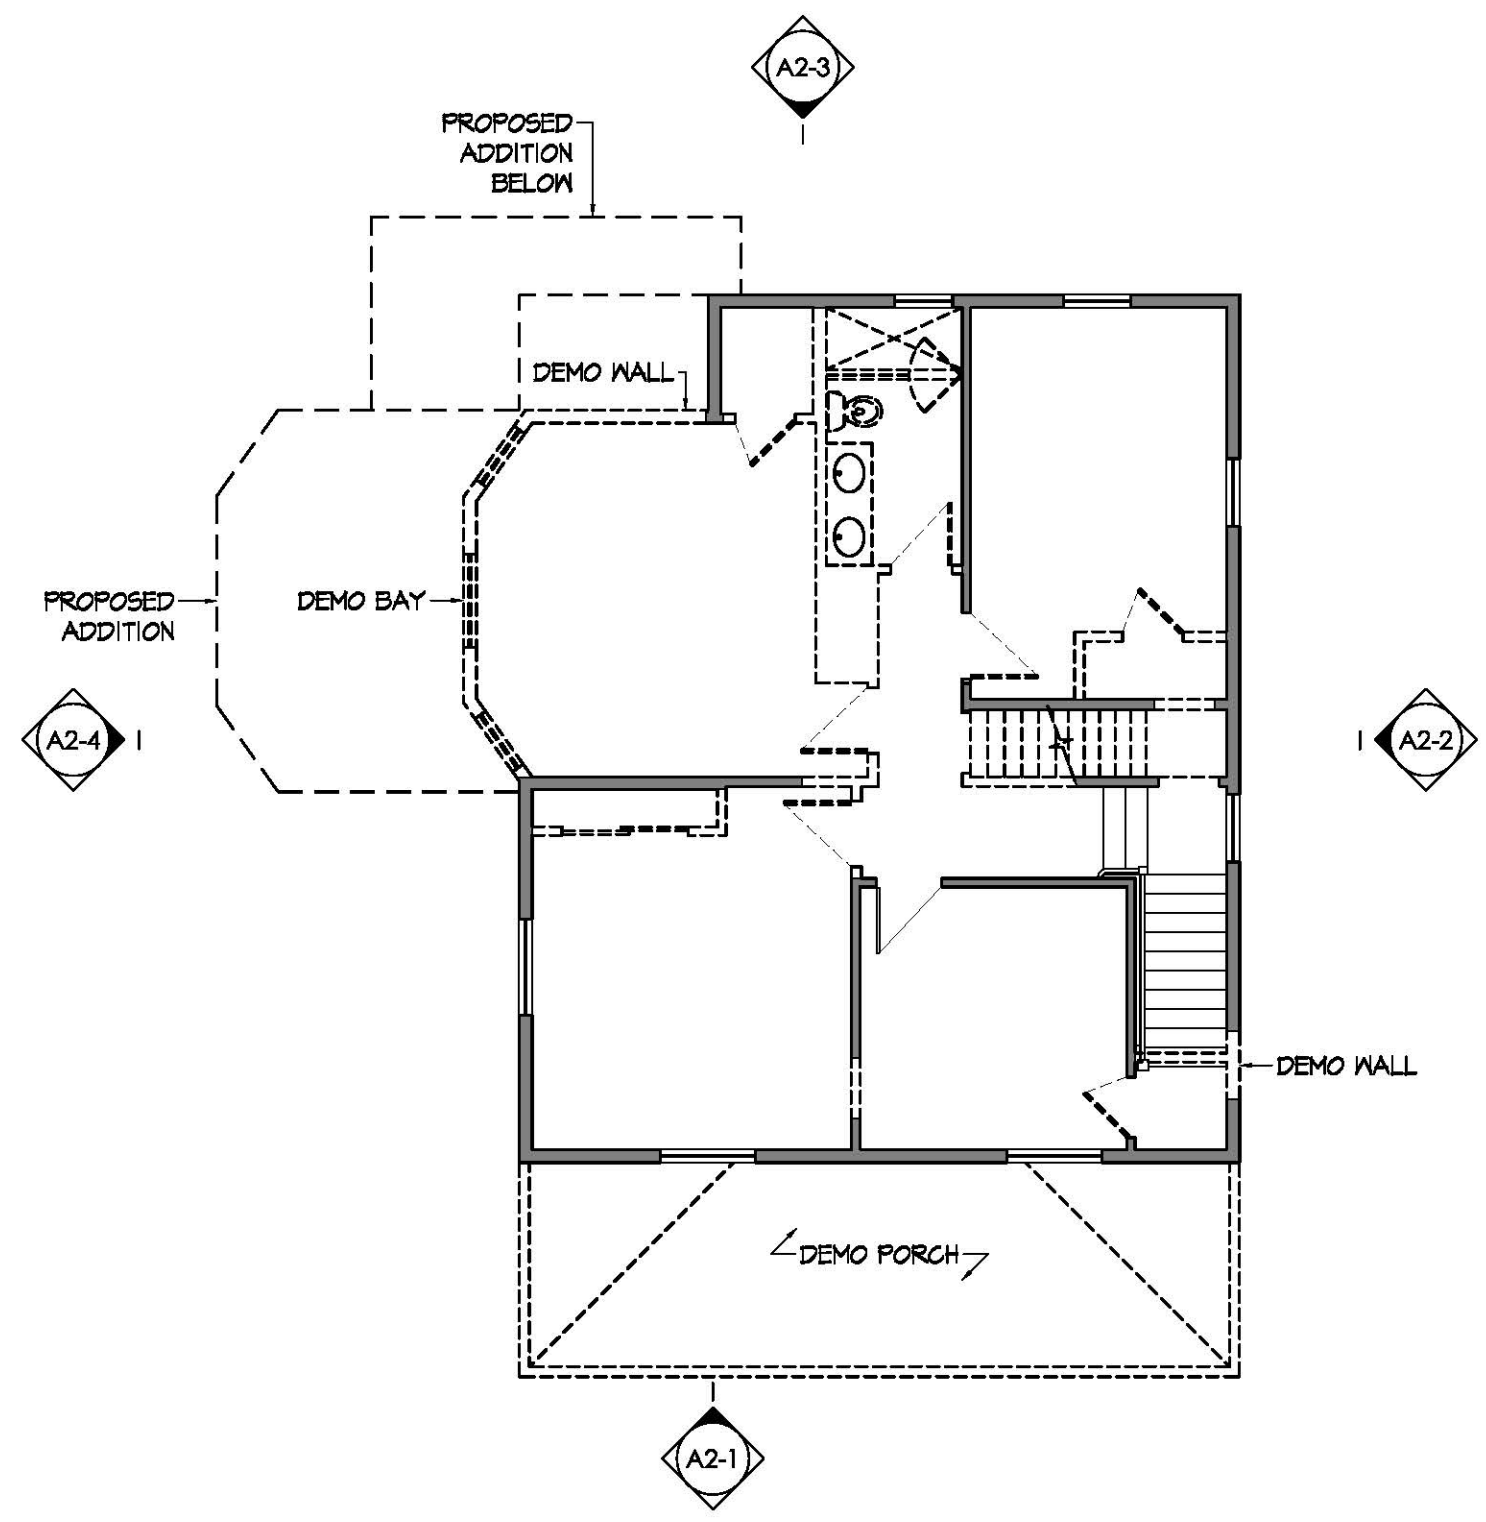 A2-3
PROPOSED
ADDITION
BELOW
DEMO WALL
PROPOSED
ADDITION
DEMO BAY
A2-4
A2-2
DEMO WALL
DEMO PORCH
A2-1